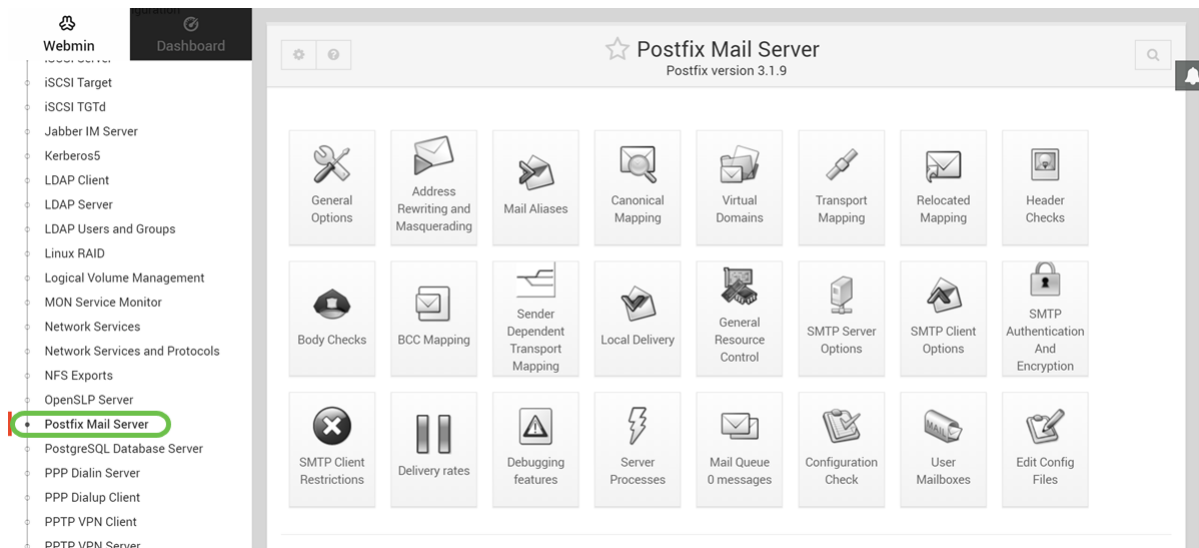 Webmin
Dashboard
iSCSI Target
iSCSI TGTd
Jabber IM Server
Kerberos5
LDAP Client
LDAP Server
LDAP Users and Groups
Linux RAID
Logical Volume Management
MON Service Monitor
Network Services
Network Services and Protocols
NFS Exports
OpenSLP Server
Postfix Mail Server
PostgreSQL Database Server
PPP Dialin Server
PPP Dialup Client
PPTP VPN Client
PPTP VPN Server
Postfix Mail Server
Postfix version 3.1.9
General
Options
Address
Rewriting and
Masquerading
Mail Aliases
Canonical
Mapping
Virtual
Domains
Transport
Mapping
Relocated
Mapping
Header
Checks
Body Checks
BCC Mapping
Sender
Dependent
Transport
Mapping
Local Delivery
General
Resource
Control
SMTP Server
Options
SMTP Client
Options
SMTP
Authentication
And
Encryption
SMTP Client
Restrictions
Delivery rates
Debugging
features
Server
Processes
Mail Queue
0 messages
Configuration
Check
MAIL
User
Mailboxes
Edit Config
Files